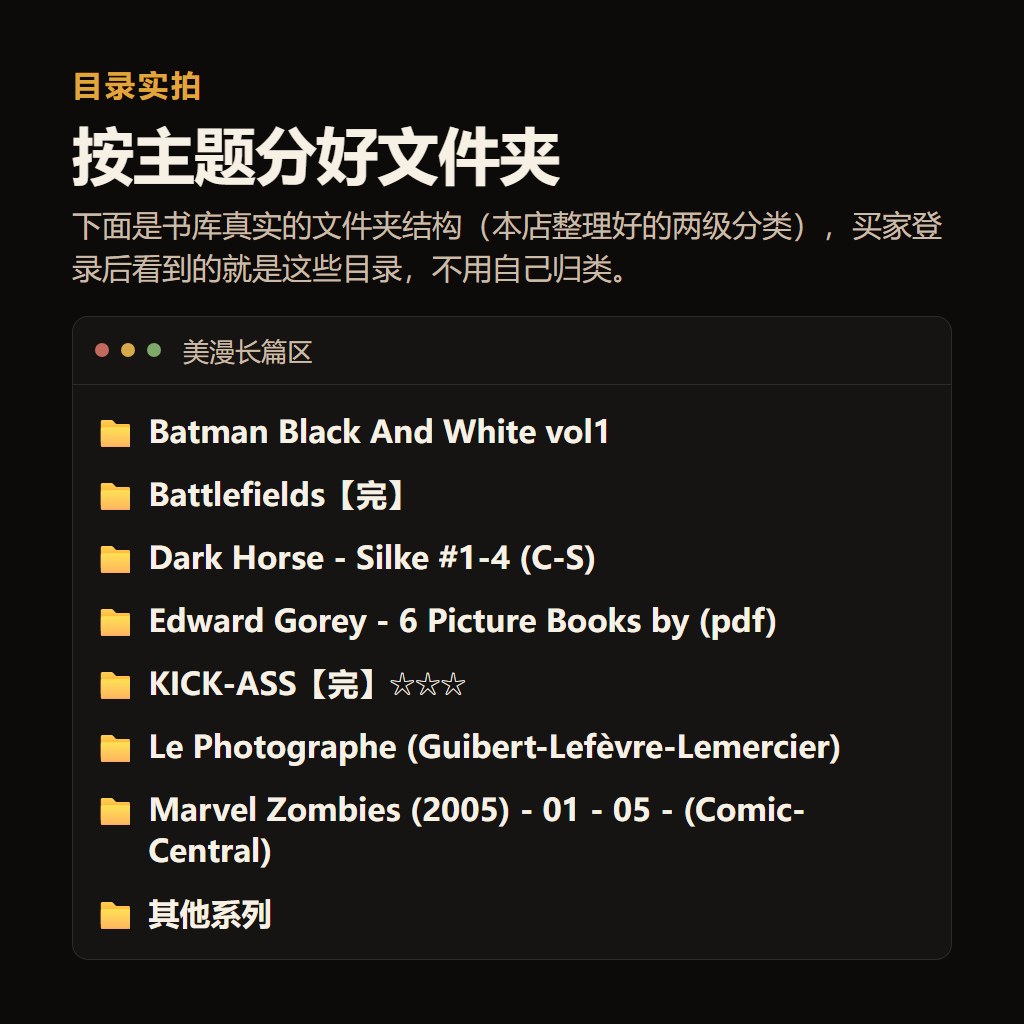 目录实拍
按主题分好文件夹
下面是书库真实的文件夹结构（本店整理好的两级分类），买家登
录后看到的就是这些目录，不用自己归类。
美漫长篇区
Batman Black And White vol1
Battlefields【完】
Dark Horse - Silke #1-4 (C-S)
Edward Gorey - 6 Picture Books by (pdf)
KICK-ASS【完】☆☆☆
Le Photographe (Guibert-Lefèvre-Lemercier)
Marvel Zombies (2005) - 01 - 05 - (Comic-
Central)
其他系列